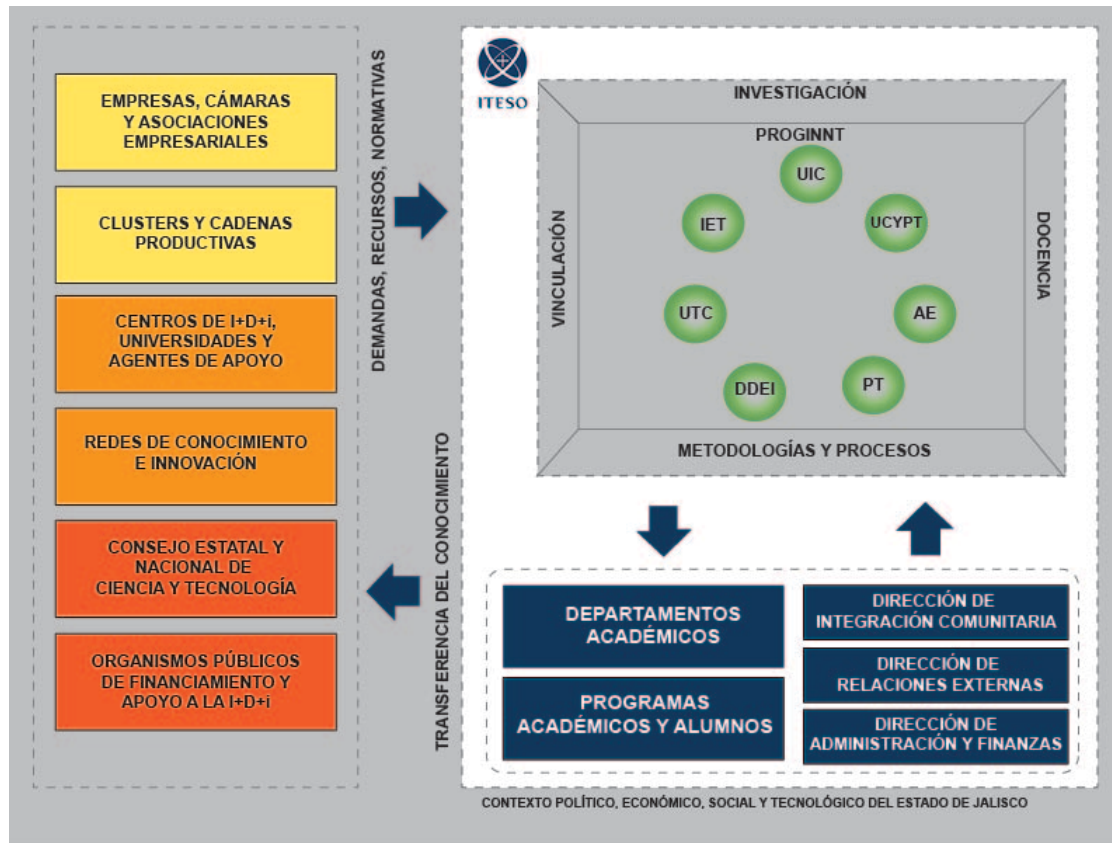 EMPRESAS, CÁMARAS
Y ASOCIACIONES
EMPRESARIALES
CLUSTERS Y CADENAS
PRODUCTIVAS
CENTROS DE I+D+i,
UNIVERSIDADES Y
AGENTES DE APOYO
REDES DE CONOCIMIENTO
E INNOVACIÓN
CONSEJO ESTATAL Y
NACIONAL DE
CIENCIA Y TECNOLOGÍA
ORGANISMOS PÚBLICOS
DE FINANCIAMIENTO Y
APOYO A LA I+D+i
DEMANDAS, RECURSOS, NORMATIVAS
TRANSFERENCIA DEL CONOCIMIENTO
ITESO
INVESTIGACIÓN
VINCULACIÓN
DOCENCIA
METODOLOGÍAS Y PROCESOS
PROGINNT
UIC
IET
UCYPT
UTC
AE
DDEI
PT
DEPARTAMENTOS
ACADÉMICOS
PROGRAMAS
ACADÉMICOS Y ALUMNOS
DIRECCIÓN DE
INTEGRACIÓN COMUNITARIA
DIRECCIÓN DE
RELACIONES EXTERNAS
DIRECCIÓN DE
ADMINISTRACIÓN Y FINANZAS
CONTEXTO POLÍTICO, ECONÓMICO, SOCIAL Y TECNOLÓGICO DEL ESTADO DE JALISCO